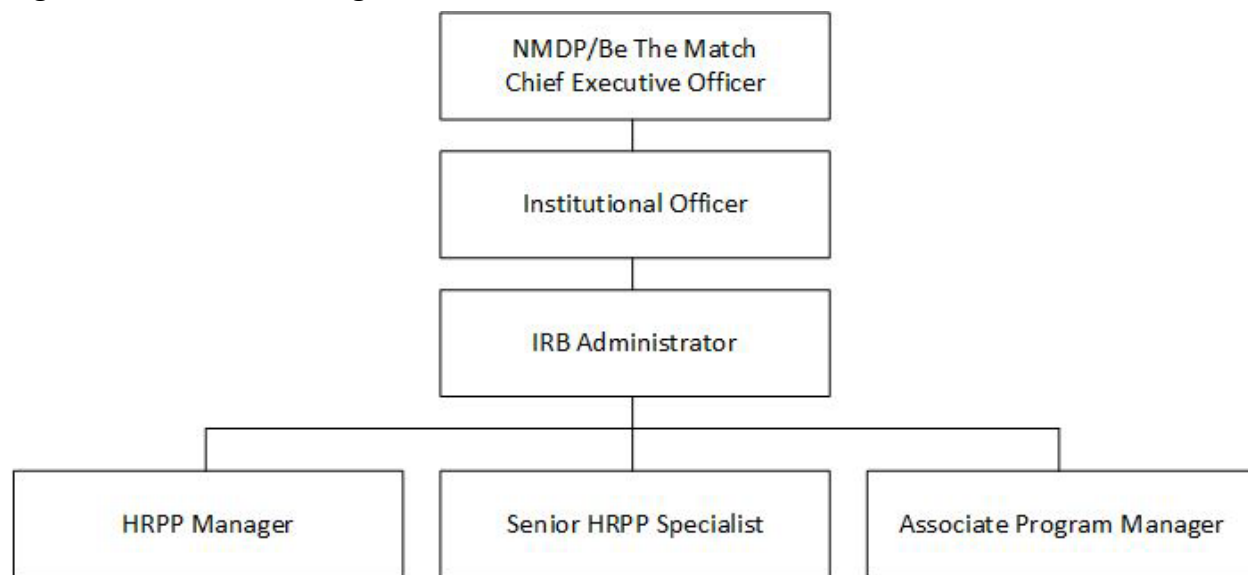 NMDP/Be The Match
Chief Executive Officer
Institutional Officer
IRB Administrator
HRPP Manager
Senior HRPP Specialist
Associate Program Manager